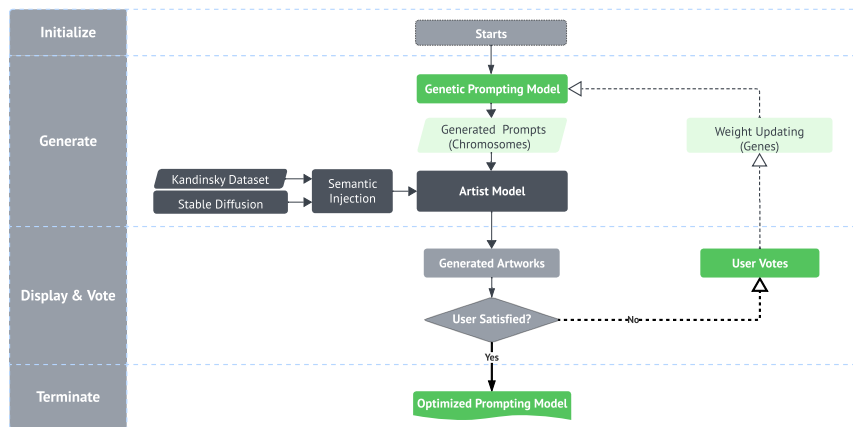 Initialize
Starts
Generate
Genetic Prompting Model
Generated Prompts
(Chromosomes)
Weight Updating
(Genes)
Kandinsky Dataset
Stable Diffusion
Semantic
Injection
Artist Model
Display & Vote
Generated Artworks
User Votes
User Satisfied?
No
Yes
Terminate
Optimized Prompting Model